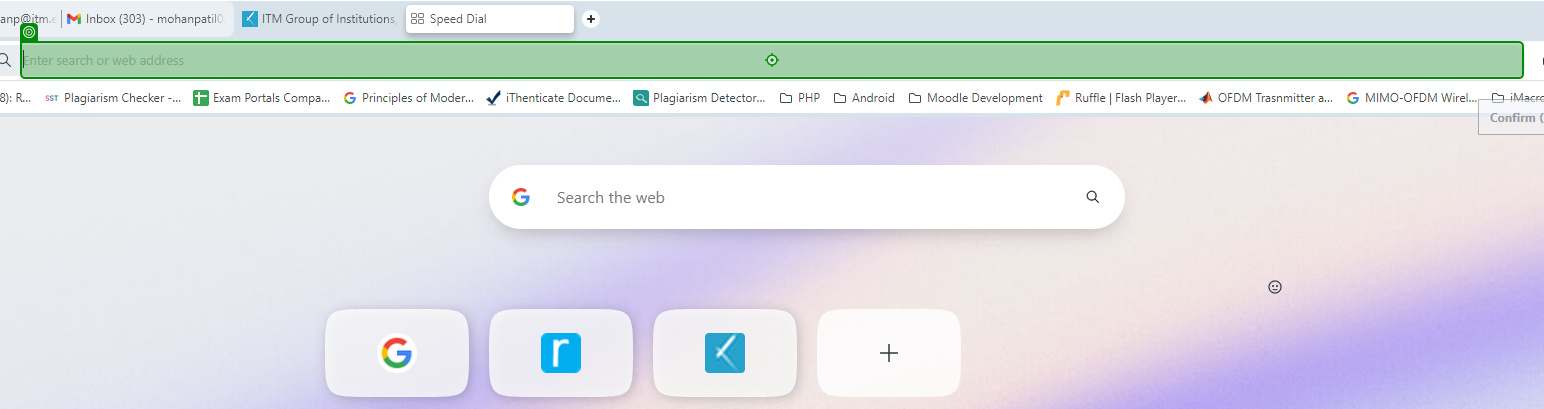 anp@itm.e Inbox (303) - mohanpatil0 ITM Group of Institutions, Speed Dial
Enter search or web address
8): R... SST Plagiarism Checker -... Exam Portals Compa... Principles of Moder... iThenticate Docume... Plagiarism Detector... PHP Android Moodle Development Ruffle | Flash Player... OFDM Trasnmitter a... MIMO-OFDM Wirel... iMacro
Confirm (
Search the web